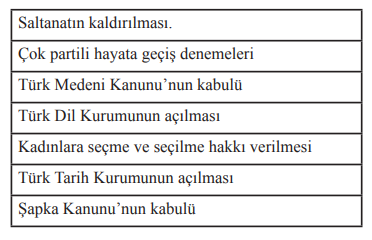 Saltanatın kaldırılması.
Çok partili hayata geçiş denemeleri
Türk Medeni Kanunu’nun kabulü
Türk Dil Kurumunun açılması
Kadınlara seçme ve seçilme hakkı verilmesi
Türk Tarih Kurumunun açılması
Şapka Kanunu’nun kabulü